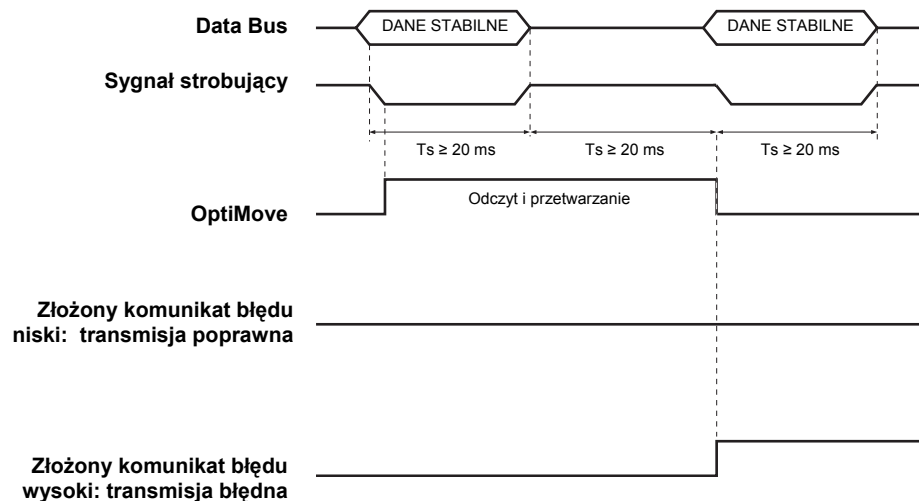 Data Bus
DANE STABILNE
DANE STABILNE
Sygnał strobujący
Ts ≥ 20 ms
Ts ≥ 20 ms
Ts ≥ 20 ms
OptiMove
Odczyt i przetwarzanie
Złożony komunikat błędu
niski: transmisja poprawna
Złożony komunikat błędu
wysoki: transmisja błędna